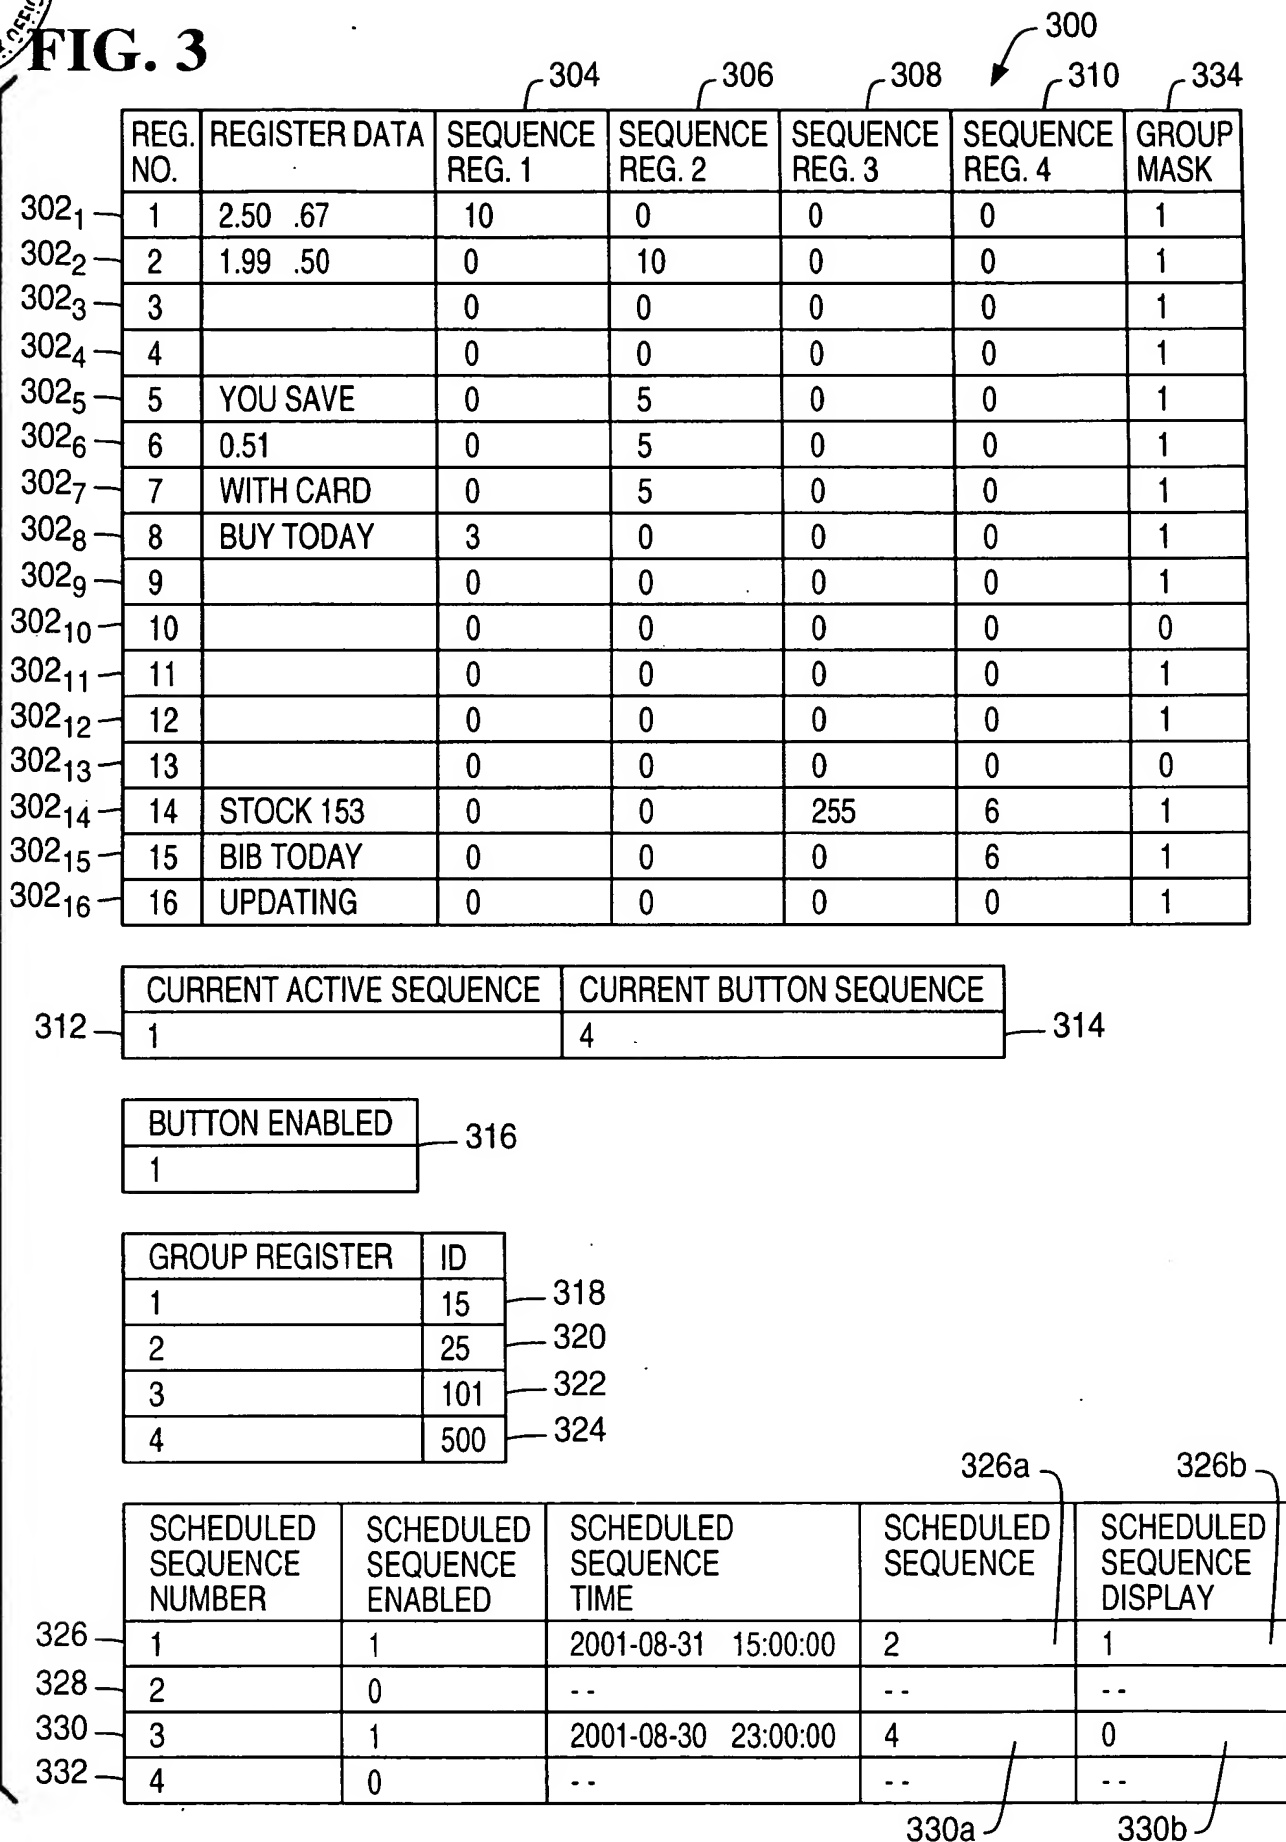 FIG. 3
300
304 306 308 310 334
REG. NO. REGISTER DATA SEQUENCE REG. 1 SEQUENCE REG. 2 SEQUENCE REG. 3 SEQUENCE REG. 4 GROUP MASK
302₁ 1 2.50 .67 10 0 0 0 1
302₂ 2 1.99 .50 0 10 0 0 1
302₃ 3 0 0 0 0 1
302₄ 4 0 0 0 0 1
302₅ 5 YOU SAVE 0 5 0 0 1
302₆ 6 0.51 0 5 0 0 1
302₇ 7 WITH CARD 0 5 0 0 1
302₈ 8 BUY TODAY 3 0 0 0 1
302₉ 9 0 0 0 0 1
302₁₀ 10 0 0 0 0 0
302₁₁ 11 0 0 0 0 1
302₁₂ 12 0 0 0 0 1
302₁₃ 13 0 0 0 0 0
302₁₄ 14 STOCK 153 0 0 255 6 1
302₁₅ 15 BIB TODAY 0 0 0 6 1
302₁₆ 16 UPDATING 0 0 0 0 1
CURRENT ACTIVE SEQUENCE CURRENT BUTTON SEQUENCE
312 1 4 314
BUTTON ENABLED
316
1
GROUP REGISTER ID
1 15 318
2 25 320
3 101 322
4 500 324
326a 326b
SCHEDULED SEQUENCE NUMBER SCHEDULED SEQUENCE ENABLED SCHEDULED SEQUENCE TIME SCHEDULED SEQUENCE SCHEDULED SEQUENCE DISPLAY
326 1 1 2001-08-31 15:00:00 2 1
328 2 0 -- -- --
330 3 1 2001-08-30 23:00:00 4 0
332 4 0 -- -- --
330a 330b